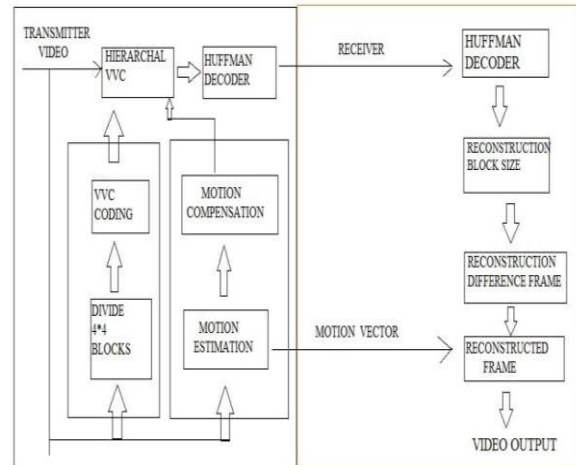 TRANSMITTER
VIDEO
HIERARCHAL
VVC
HUFFMAN
DECODER
RECEIVER
HUFFMAN
DECODER
RECONSTRUCTION
BLOCK SIZE
VVC
CODING
MOTION
COMPENSATION
RECONSTRUCTION
DIFFERENCE FRAME
DIVIDE
4*4
BLOCKS
MOTION
ESTIMATION
MOTION VECTOR
RECONSTRUCTED
FRAME
VIDEO OUTPUT